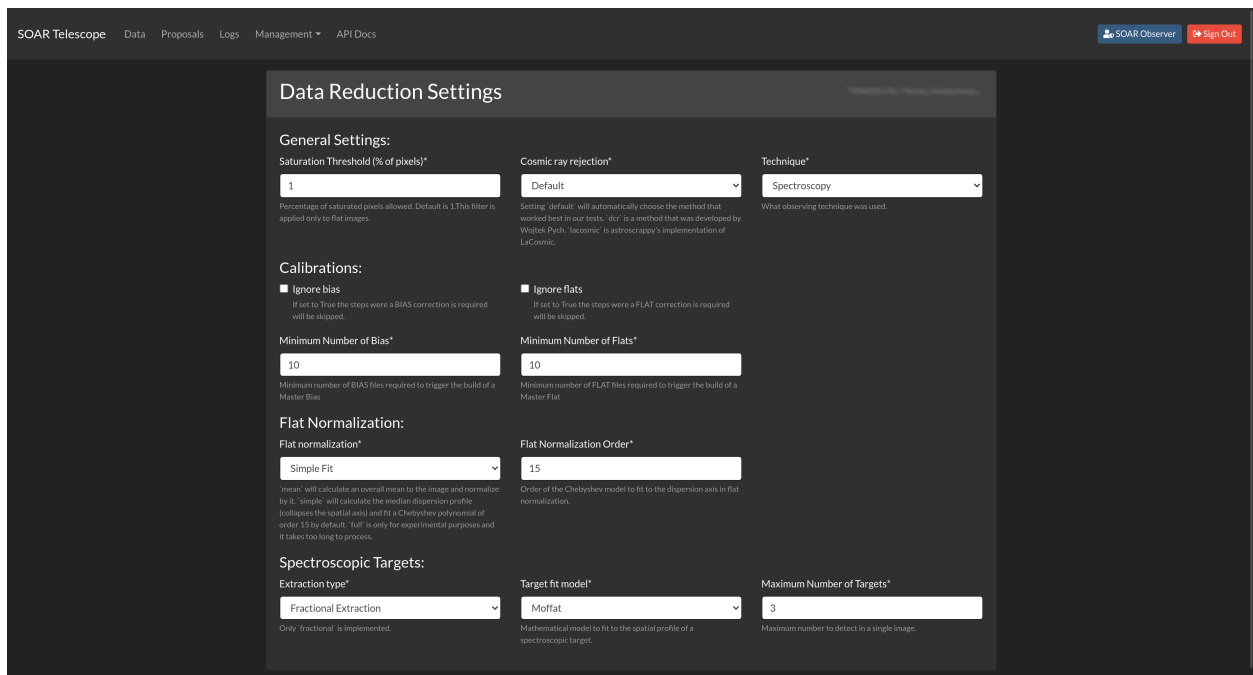 SOAR Telescope Data Proposals Logs Management API Docs SOAR Observer Sign Out
Data Reduction Settings
General Settings:
Saturation Threshold (% of pixels)* Cosmic ray rejection* Technique*
1 Default Spectroscopy
Percentage of saturated pixels allowed. Default is 1.This filter is
applied only to flat images.
Setting `default` will automatically choose the method that
worked best in our tests. `dcr` is a method that was developed by
Wojtek Pych. `lacosmic` is astroscrappy's implementation of
LaCosmic.
What observing technique was used.
Calibrations:
Ignore bias Ignore flats
If set to True the steps were a BIAS correction is required
will be skipped.
If set to True the steps were a FLAT correction is required
will be skipped.
Minimum Number of Bias* Minimum Number of Flats*
10 10
Minimum number of BIAS files required to trigger the build of a
Master Bias
Minimum number of FLAT files required to trigger the build of a
Master Flat
Flat Normalization:
Flat normalization* Flat Normalization Order*
Simple Fit 15
`mean` will calculate an overall mean to the image and normalize
by it. `simple` will calculate the median dispersion profile
(collapses the spatial axis) and fit a Chebyshev polynomial of
order 15 by default. `full` is only for experimental purposes and
it takes too long to process.
Order of the Chebyshev model to fit to the dispersion axis in flat
normalization.
Spectroscopic Targets:
Extraction type* Target fit model* Maximum Number of Targets*
Fractional Extraction Moffat 3
Only `fractional` is implemented.
Mathematical model to fit to the spatial profile of a
spectroscopic target.
Maximum number to detect in a single image.